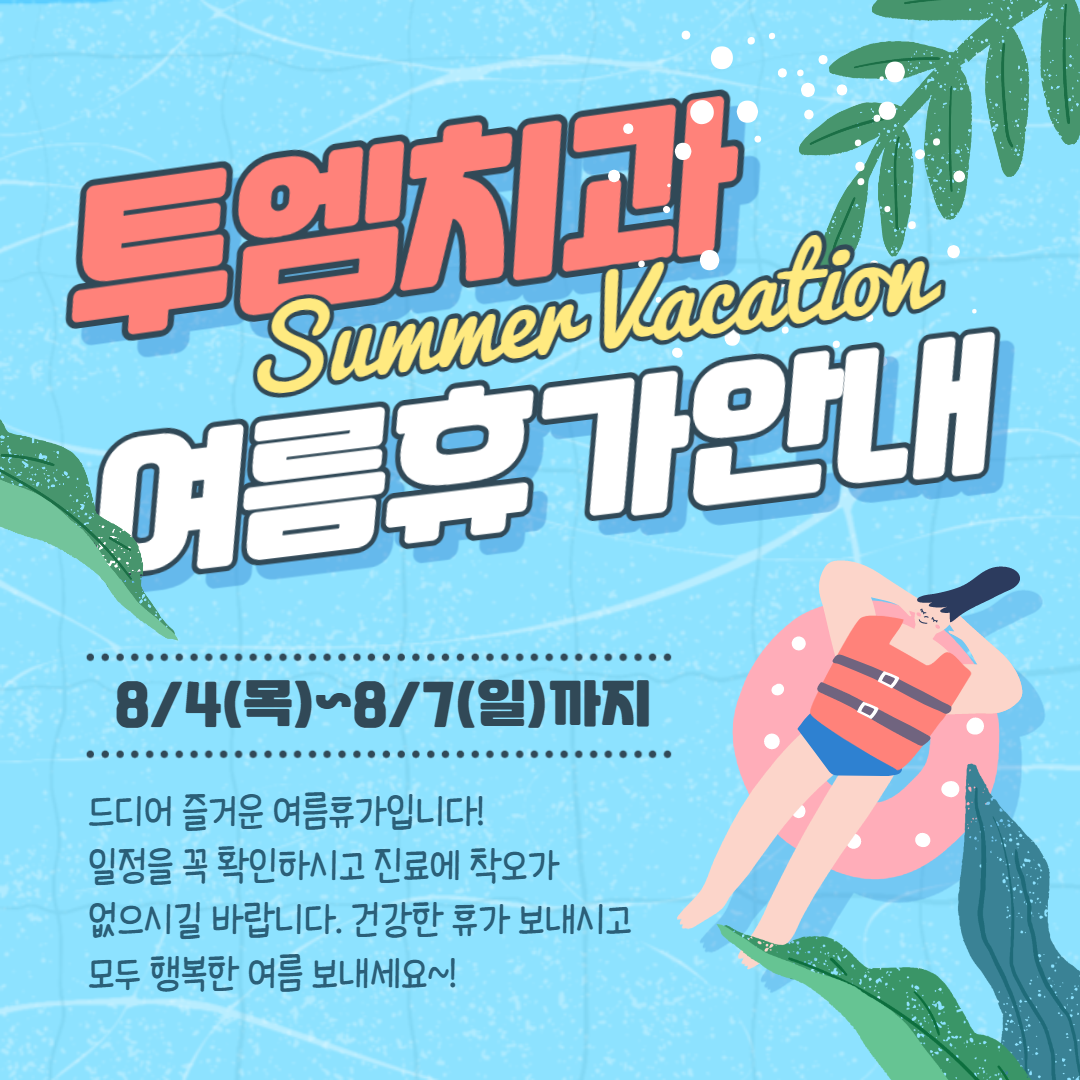 투엠치과
Summer Vacation
여름휴가안내
8/4(목)~8/7(일)까지
드디어 즐거운 여름휴가입니다!
일정을 꼭 확인하시고 진료에 착오가
없으시길 바랍니다. 건강한 휴가 보내시고
모두 행복한 여름 보내세요~!